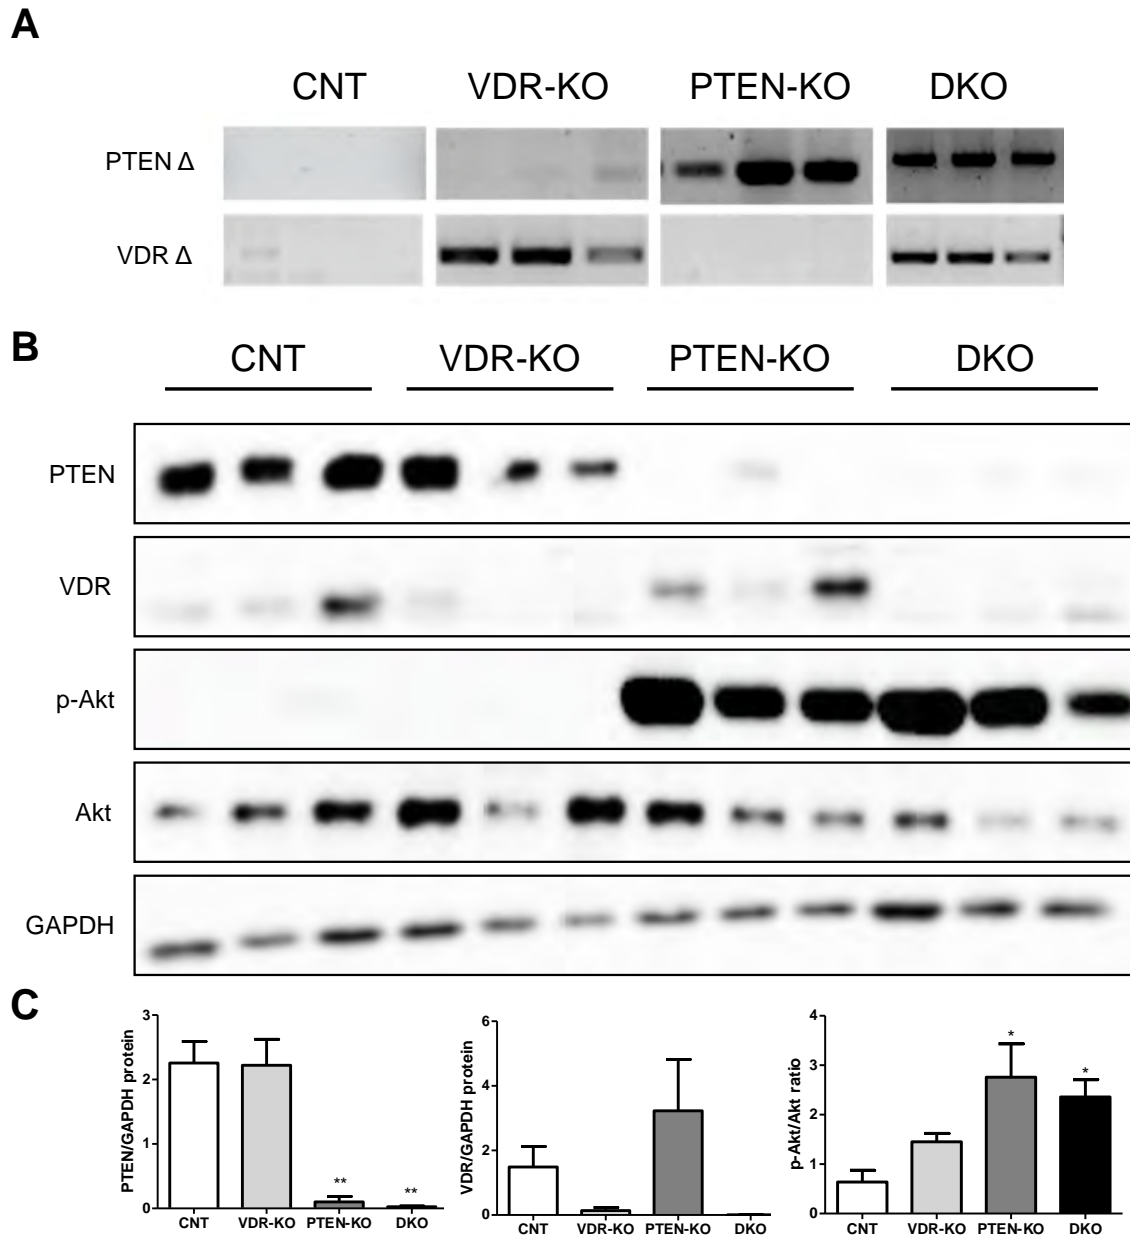 A
CNT VDR-KO PTEN-KO DKO
PTEN Δ
VDR Δ
B
CNT VDR-KO PTEN-KO DKO
PTEN
VDR
p-Akt
Akt
GAPDH
C
PTEN/GAPDH protein
3
2
1
0
** **
CNT VDR-KO PTEN-KO DKO
VDR/GAPDH protein
6
4
2
0
CNT VDR-KO PTEN-KO DKO
p-Akt/Akt ratio
4
3
2
1
0
* *
CNT VDR-KO PTEN-KO DKO